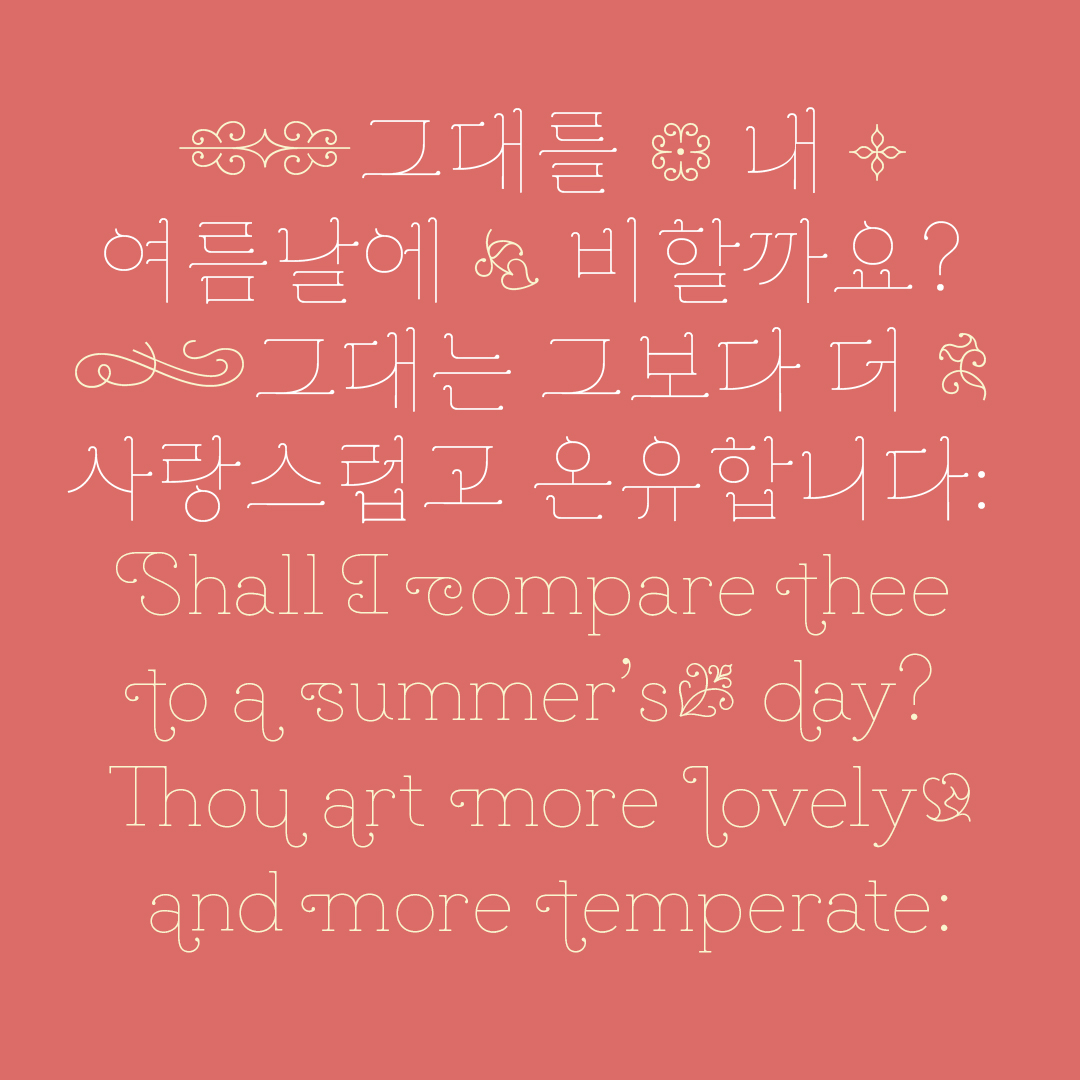 그대를 내
여름날에 비할까요?
그대는 그보다 더
사랑스럽고 온유합니다:
Shall I compare thee
to a summer's day?
Thou art more lovely
and more temperate: